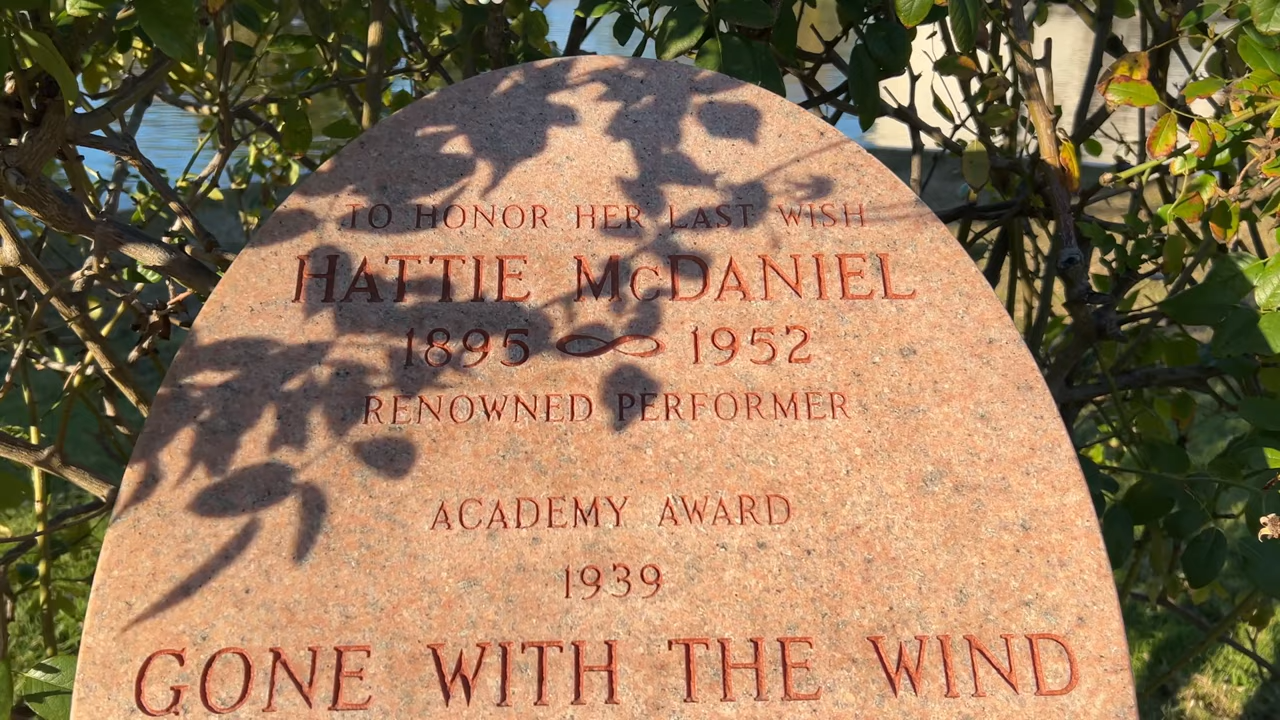 TO HONOR HER LAST WISH
HATTIE McDANIEL
1895 ∞ 1952
RENOWNED PERFORMER
ACADEMY AWARD
1939
GONE WITH THE WIND